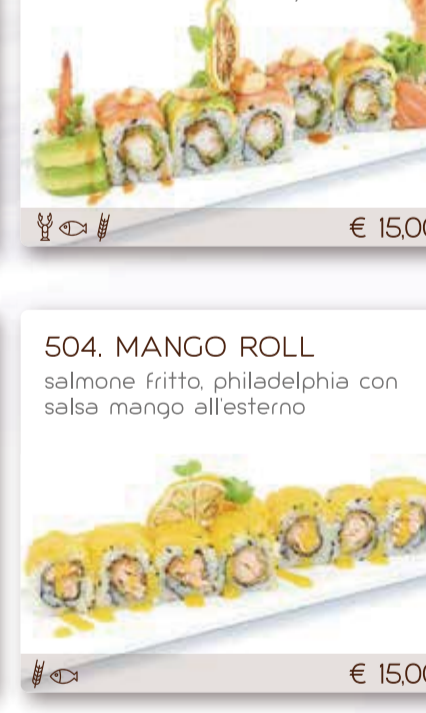 € 15,00
504. MANGO ROLL
salmone fritto, philadelphia con
salsa mango all'esterno
€ 15,00